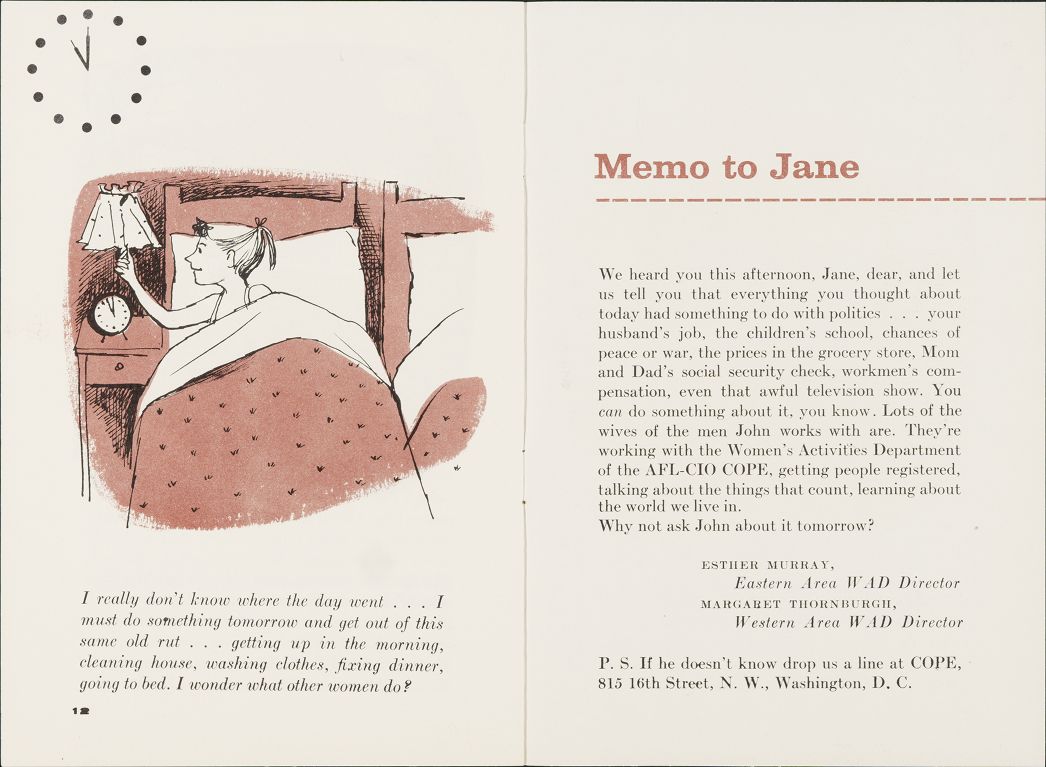 I really don't know where the day went . . . I
must do something tomorrow and get out of this
same old rut . . . getting up in the morning,
cleaning house, washing clothes, fixing dinner,
going to bed. I wonder what other women do?
12
Memo to Jane
We heard you this afternoon, Jane, dear, and let
us tell you that everything you thought about
today had something to do with politics . . . your
husband's job, the children's school, chances of
peace or war, the prices in the grocery store, Mom
and Dad's social security check, workmen's com-
pensation, even that awful television show. You
can do something about it, you know. Lots of the
wives of the men John works with are. They're
working with the Women's Activities Department
of the AFL-CIO COPE, getting people registered,
talking about the things that count, learning about
the world we live in.
Why not ask John about it tomorrow?
ESTHER MURRAY,
Eastern Area WAD Director
MARGARET THORNBURGH,
Western Area WAD Director
P. S. If he doesn't know drop us a line at COPE,
815 16th Street, N. W., Washington, D. C.